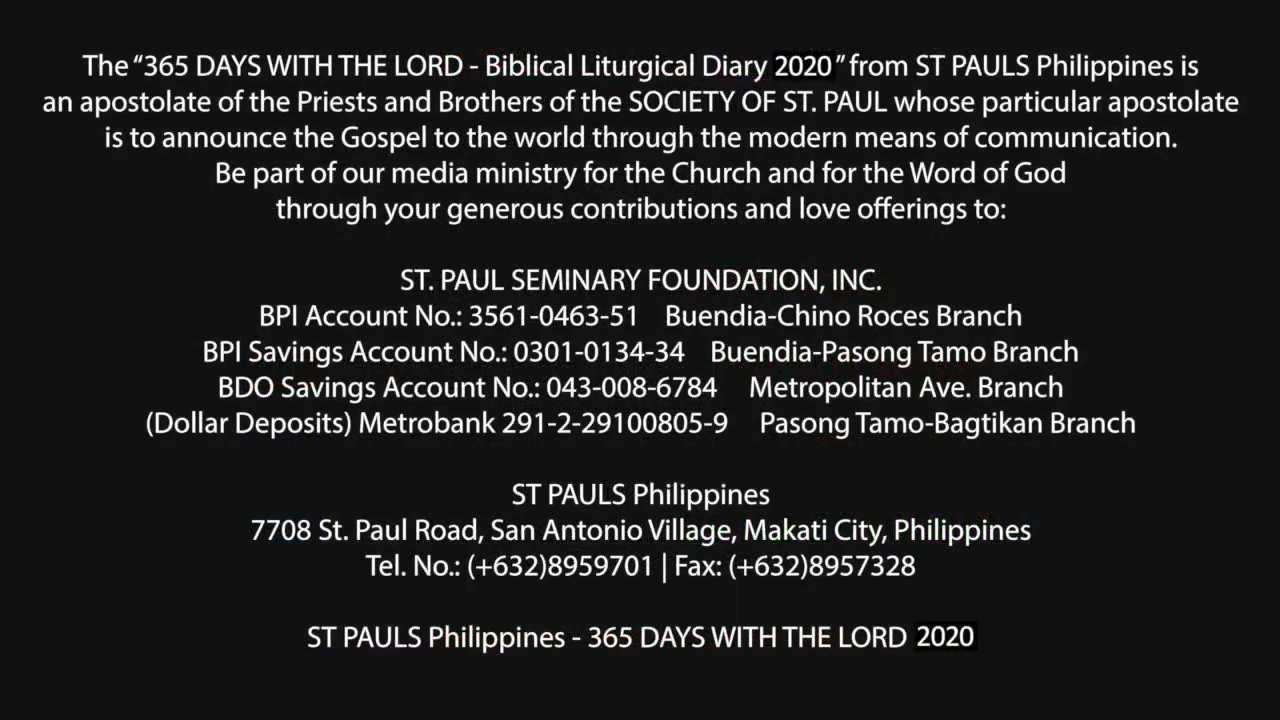 The “365 DAYS WITH THE LORD - Biblical Liturgical Diary 2020” from ST PAULS Philippines is
an apostolate of the Priests and Brothers of the SOCIETY OF ST. PAUL whose particular apostolate
is to announce the Gospel to the world through the modern means of communication.
Be part of our media ministry for the Church and for the Word of God
through your generous contributions and love offerings to:
ST. PAUL SEMINARY FOUNDATION, INC.
BPI Account No.: 3561-0463-51 Buendia-Chino Roces Branch
BPI Savings Account No.: 0301-0134-34 Buendia-Pasong Tamo Branch
BDO Savings Account No.: 043-008-6784 Metropolitan Ave. Branch
(Dollar Deposits) Metrobank 291-2-29100805-9 Pasong Tamo-Bagtikan Branch
ST PAULS Philippines
7708 St. Paul Road, San Antonio Village, Makati City, Philippines
Tel. No.: (+632)8959701 | Fax: (+632)8957328
ST PAULS Philippines - 365 DAYS WITH THE LORD 2020